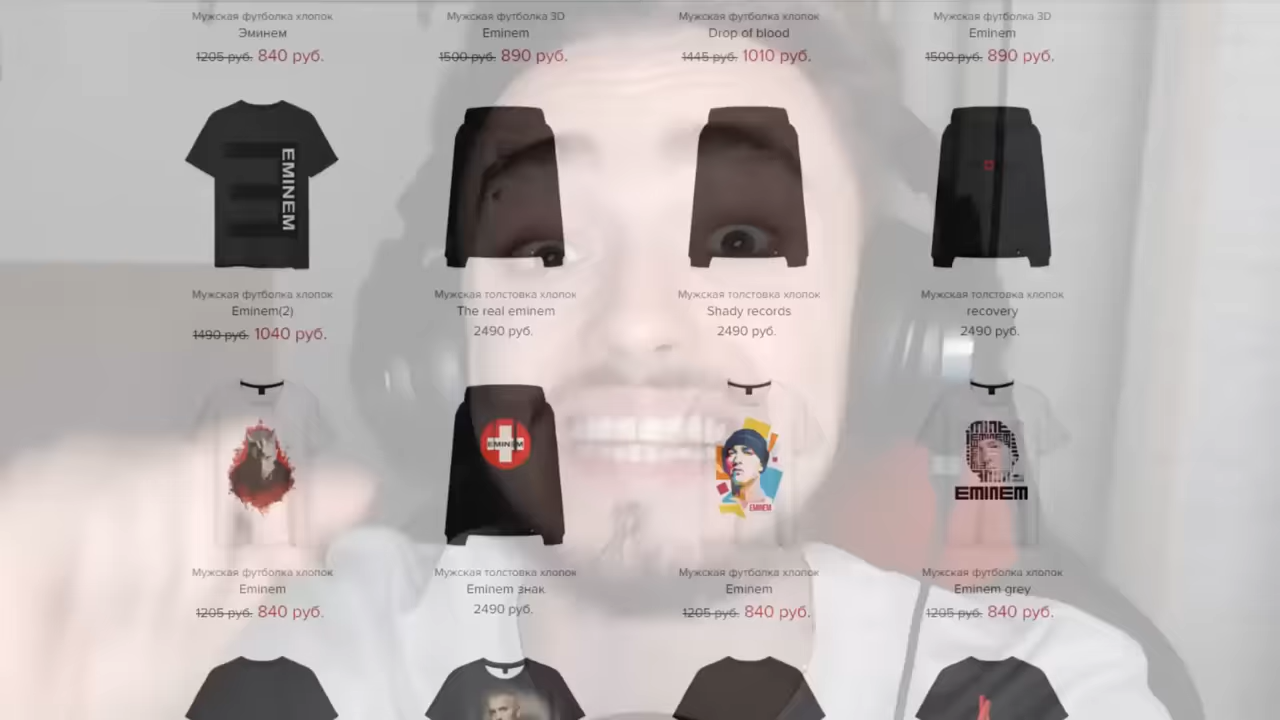 Мужская футболка хлопок
Эминем
1205 руб. 840 руб.
Мужская футболка 3D
Eminem
1500 руб. 890 руб.
Мужская футболка хлопок
Drop of blood
1445 руб. 1010 руб.
Мужская футболка 3D
Eminem
1500 руб. 890 руб.
EMINEM
Мужская футболка хлопок
Eminem(2)
1490 руб. 1040 руб.
Мужская толстовка хлопок
The real eminem
2490 руб.
Мужская толстовка хлопок
Shady records
2490 руб.
Мужская толстовка хлопок
recovery
2490 руб.
EMINEM
EMINEM
EMINEM
Мужская футболка хлопок
Eminem
1205 руб. 840 руб.
Мужская толстовка хлопок
Eminem знак
2490 руб.
Мужская футболка хлопок
Eminem
1205 руб. 840 руб.
Мужская футболка хлопок
Eminem grey
1205 руб. 840 руб.